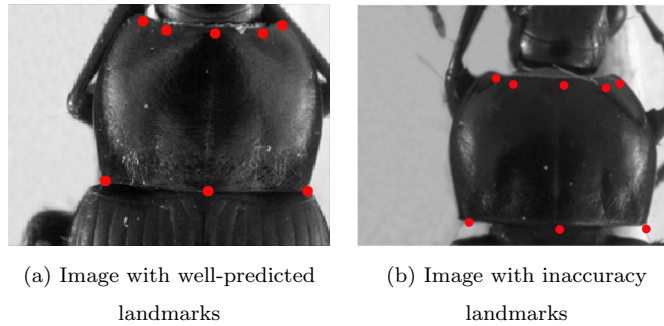 (a) Image with well-predicted
landmarks
(b) Image with inaccuracy
landmarks